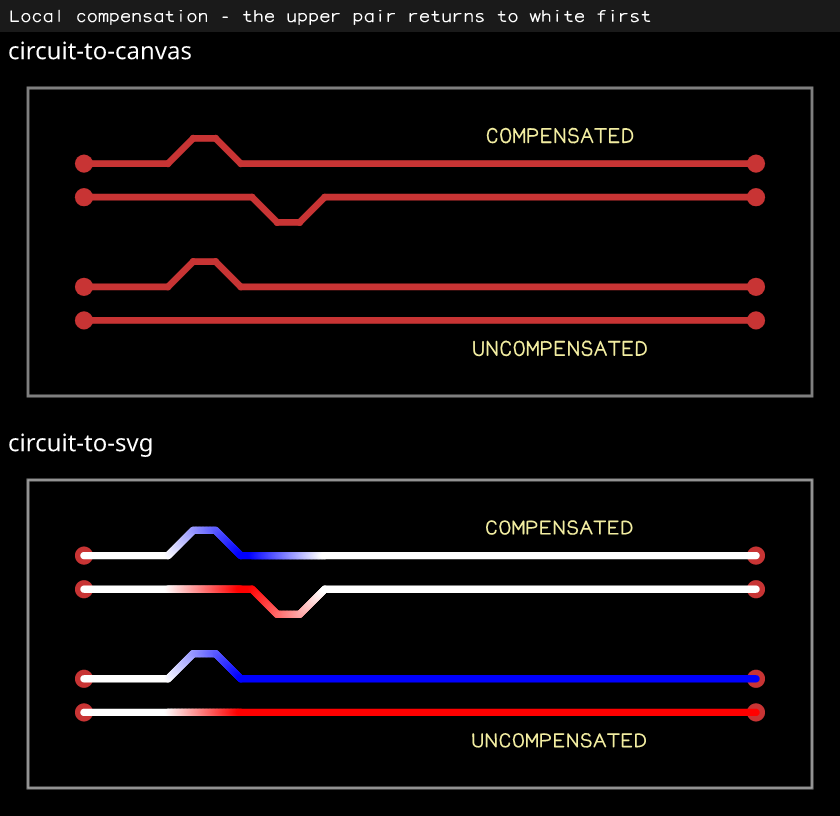 Local compensation - the upper pair returns to white first
circuit-to-canvas
COMPENSATED
UNCOMPENSATED
circuit-to-svg
COMPENSATED
UNCOMPENSATED